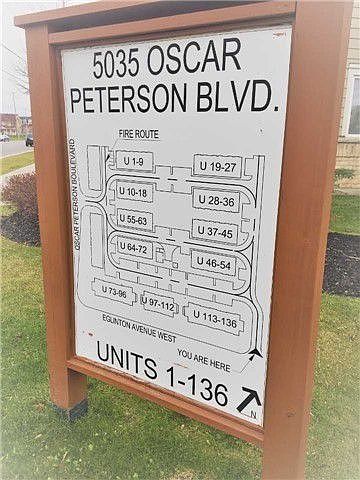 5035 OSCAR
PETERSON BLVD.
FIRE ROUTE
OSCAR PETERSON BOULEVARD
U 1-9
U 19-27
U 10-18
U 28-36
U 55-63
U 37-45
U 64-72
U 46-54
U 73-96
U 97-112
U 113-136
EGLINTON AVENUE WEST
YOU ARE HERE
UNITS 1-136
N